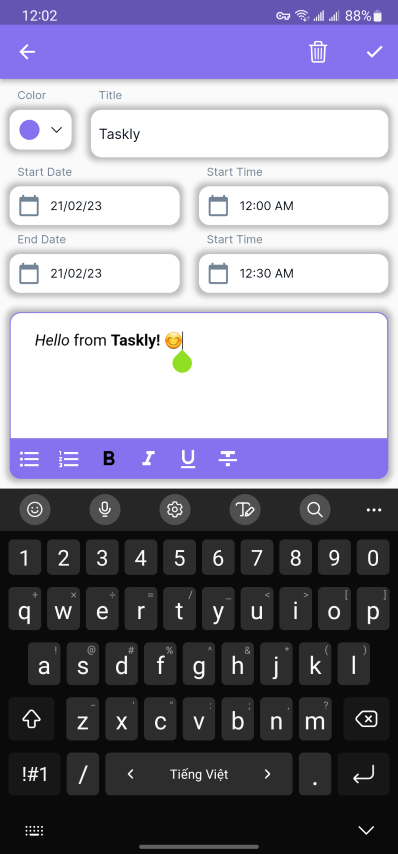 12:02 88%
Color Title
Taskly
Start Date Start Time
21/02/23 12:00 AM
End Date Start Time
21/02/23 12:30 AM
Hello from Taskly! 😊
B I U
1 2 3 4 5 6 7 8 9 0
+ × ÷ = / _ < > [ ]
q w e r t y u i o p
! @ # % ^ & * ( )
a s d f g h j k l
- ' " : ; , ?
z x c v b n m
!#1 / Tiếng Việt .